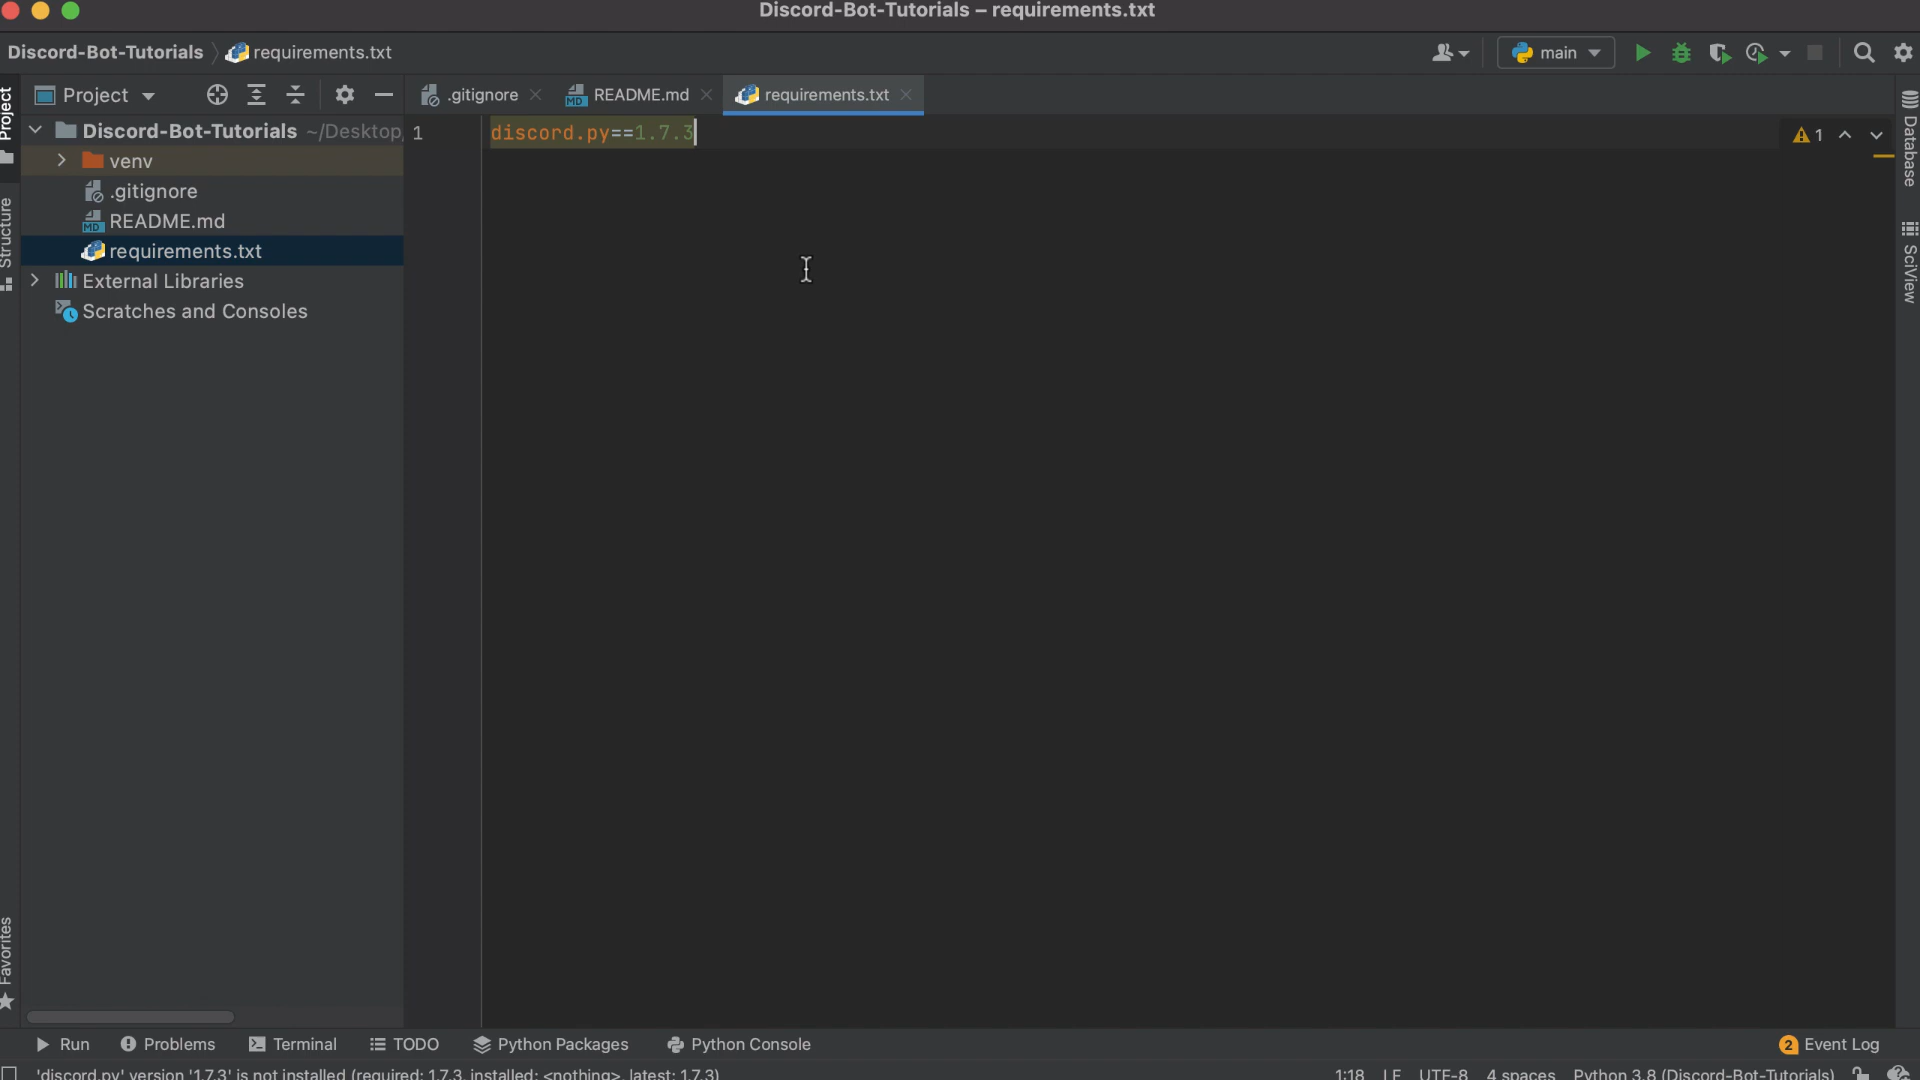 Discord-Bot-Tutorials – requirements.txt
Discord-Bot-Tutorials requirements.txt
main
Project
.gitignore
README.md
requirements.txt
Discord-Bot-Tutorials ~/Desktop
venv
.gitignore
README.md
requirements.txt
External Libraries
Scratches and Consoles
1
discord.py==1.7.3
1
Project
Structure
Favorites
Database
SciView
Run
Problems
Terminal
TODO
Python Packages
Python Console
2 Event Log
'discord.py' version '1.7.3' is not installed (required: 1.7.3, installed: <nothing>, latest: 1.7.3)
1:18 LF UTF-8 4 spaces Python 3.8 (Discord-Bot-Tutorials)